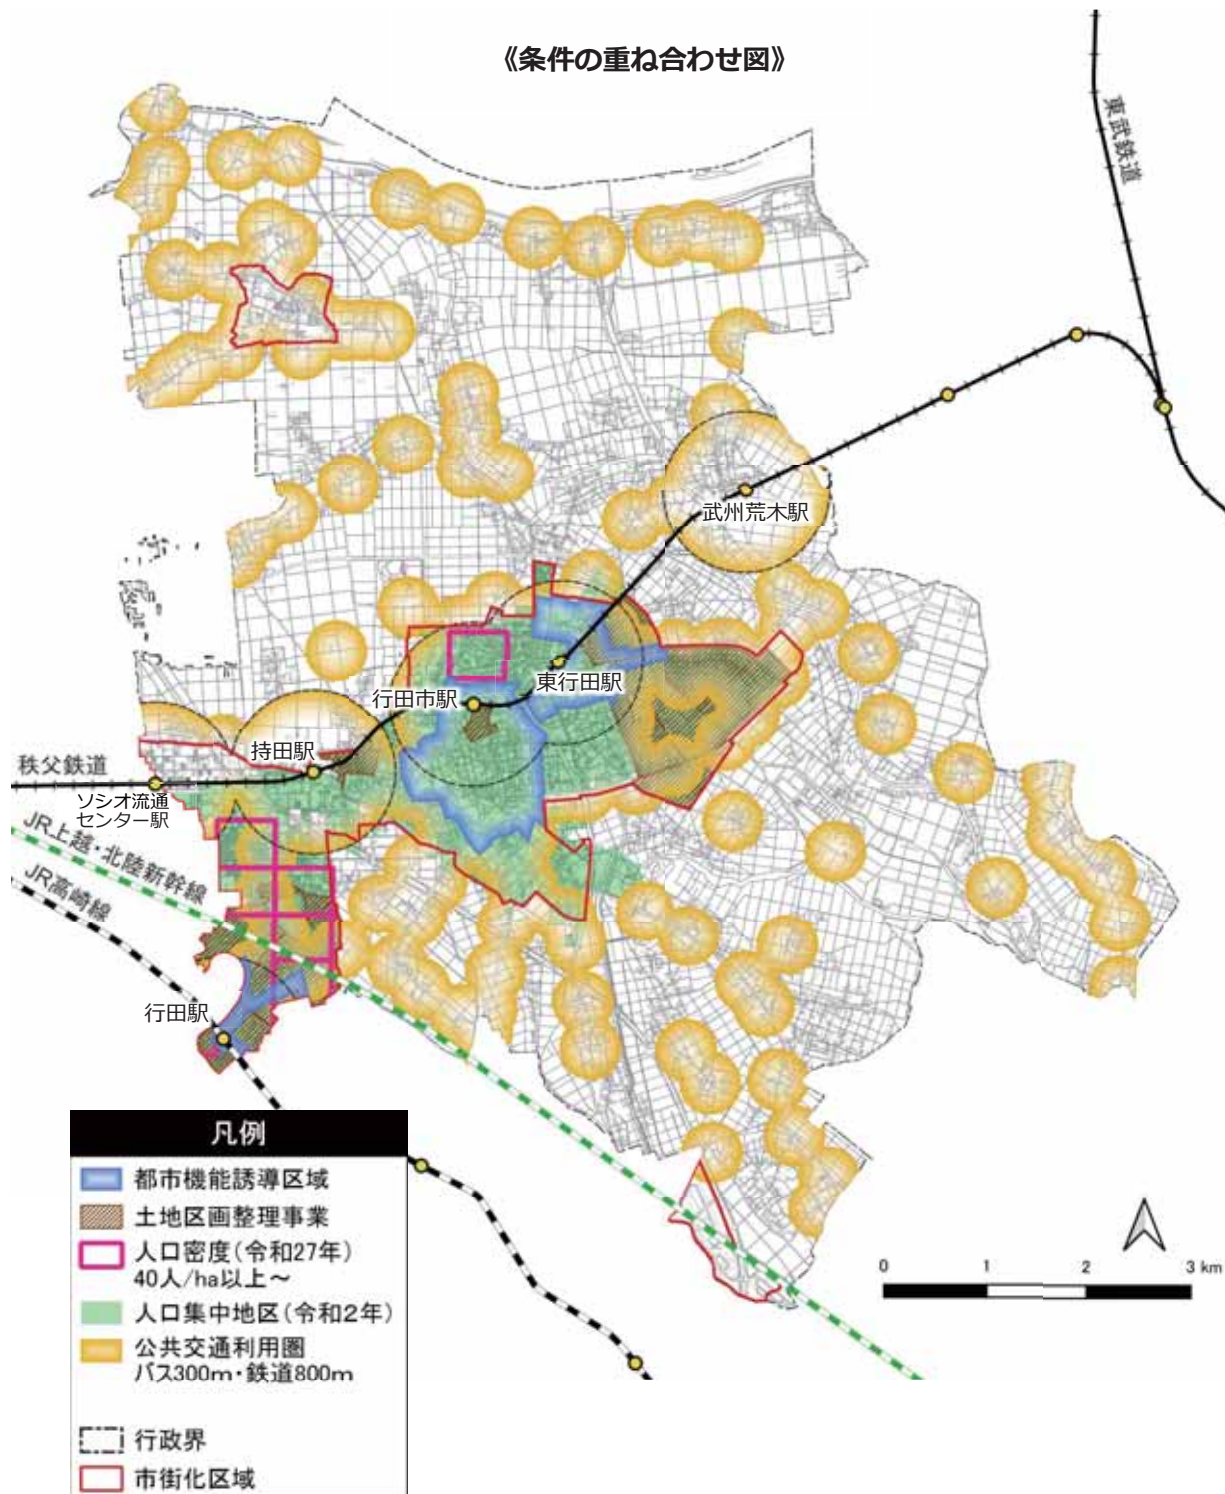 《条件の重ね合わせ図》
東武鉄道
武州荒木駅
東行田駅
行田市駅
持田駅
秩父鉄道
ソシオ流通
センター駅
JR上越・北陸新幹線
JR高崎線
行田駅
凡例
都市機能誘導区域
土地区画整理事業
人口密度(令和27年)
40人/ha以上～
人口集中地区(令和2年)
公共交通利用圏
バス300m・鉄道800m
行政界
市街化区域
0 1 2 3 km